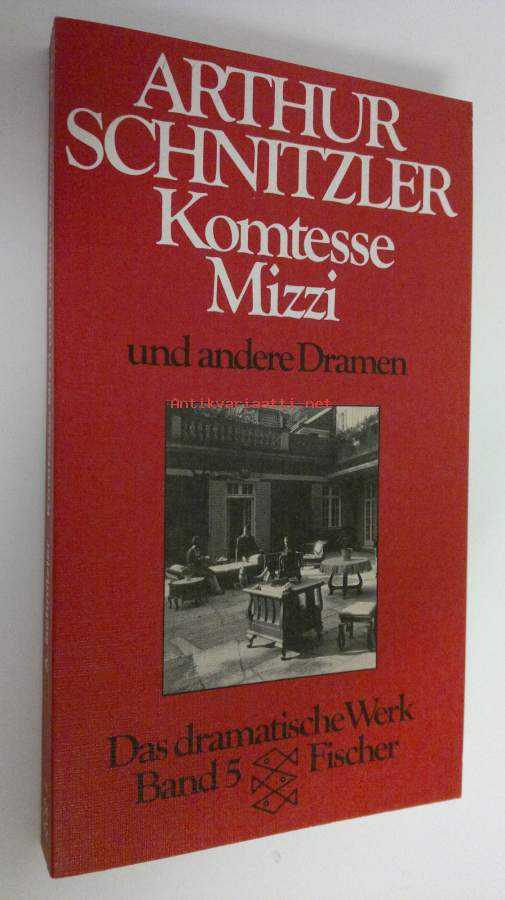 ARTHUR
SCHNITZLER
Komtesse
Mizzi
und andere Dramen
Antikvariaatti.net
Das dramatische Werk
Band 5 Fischer